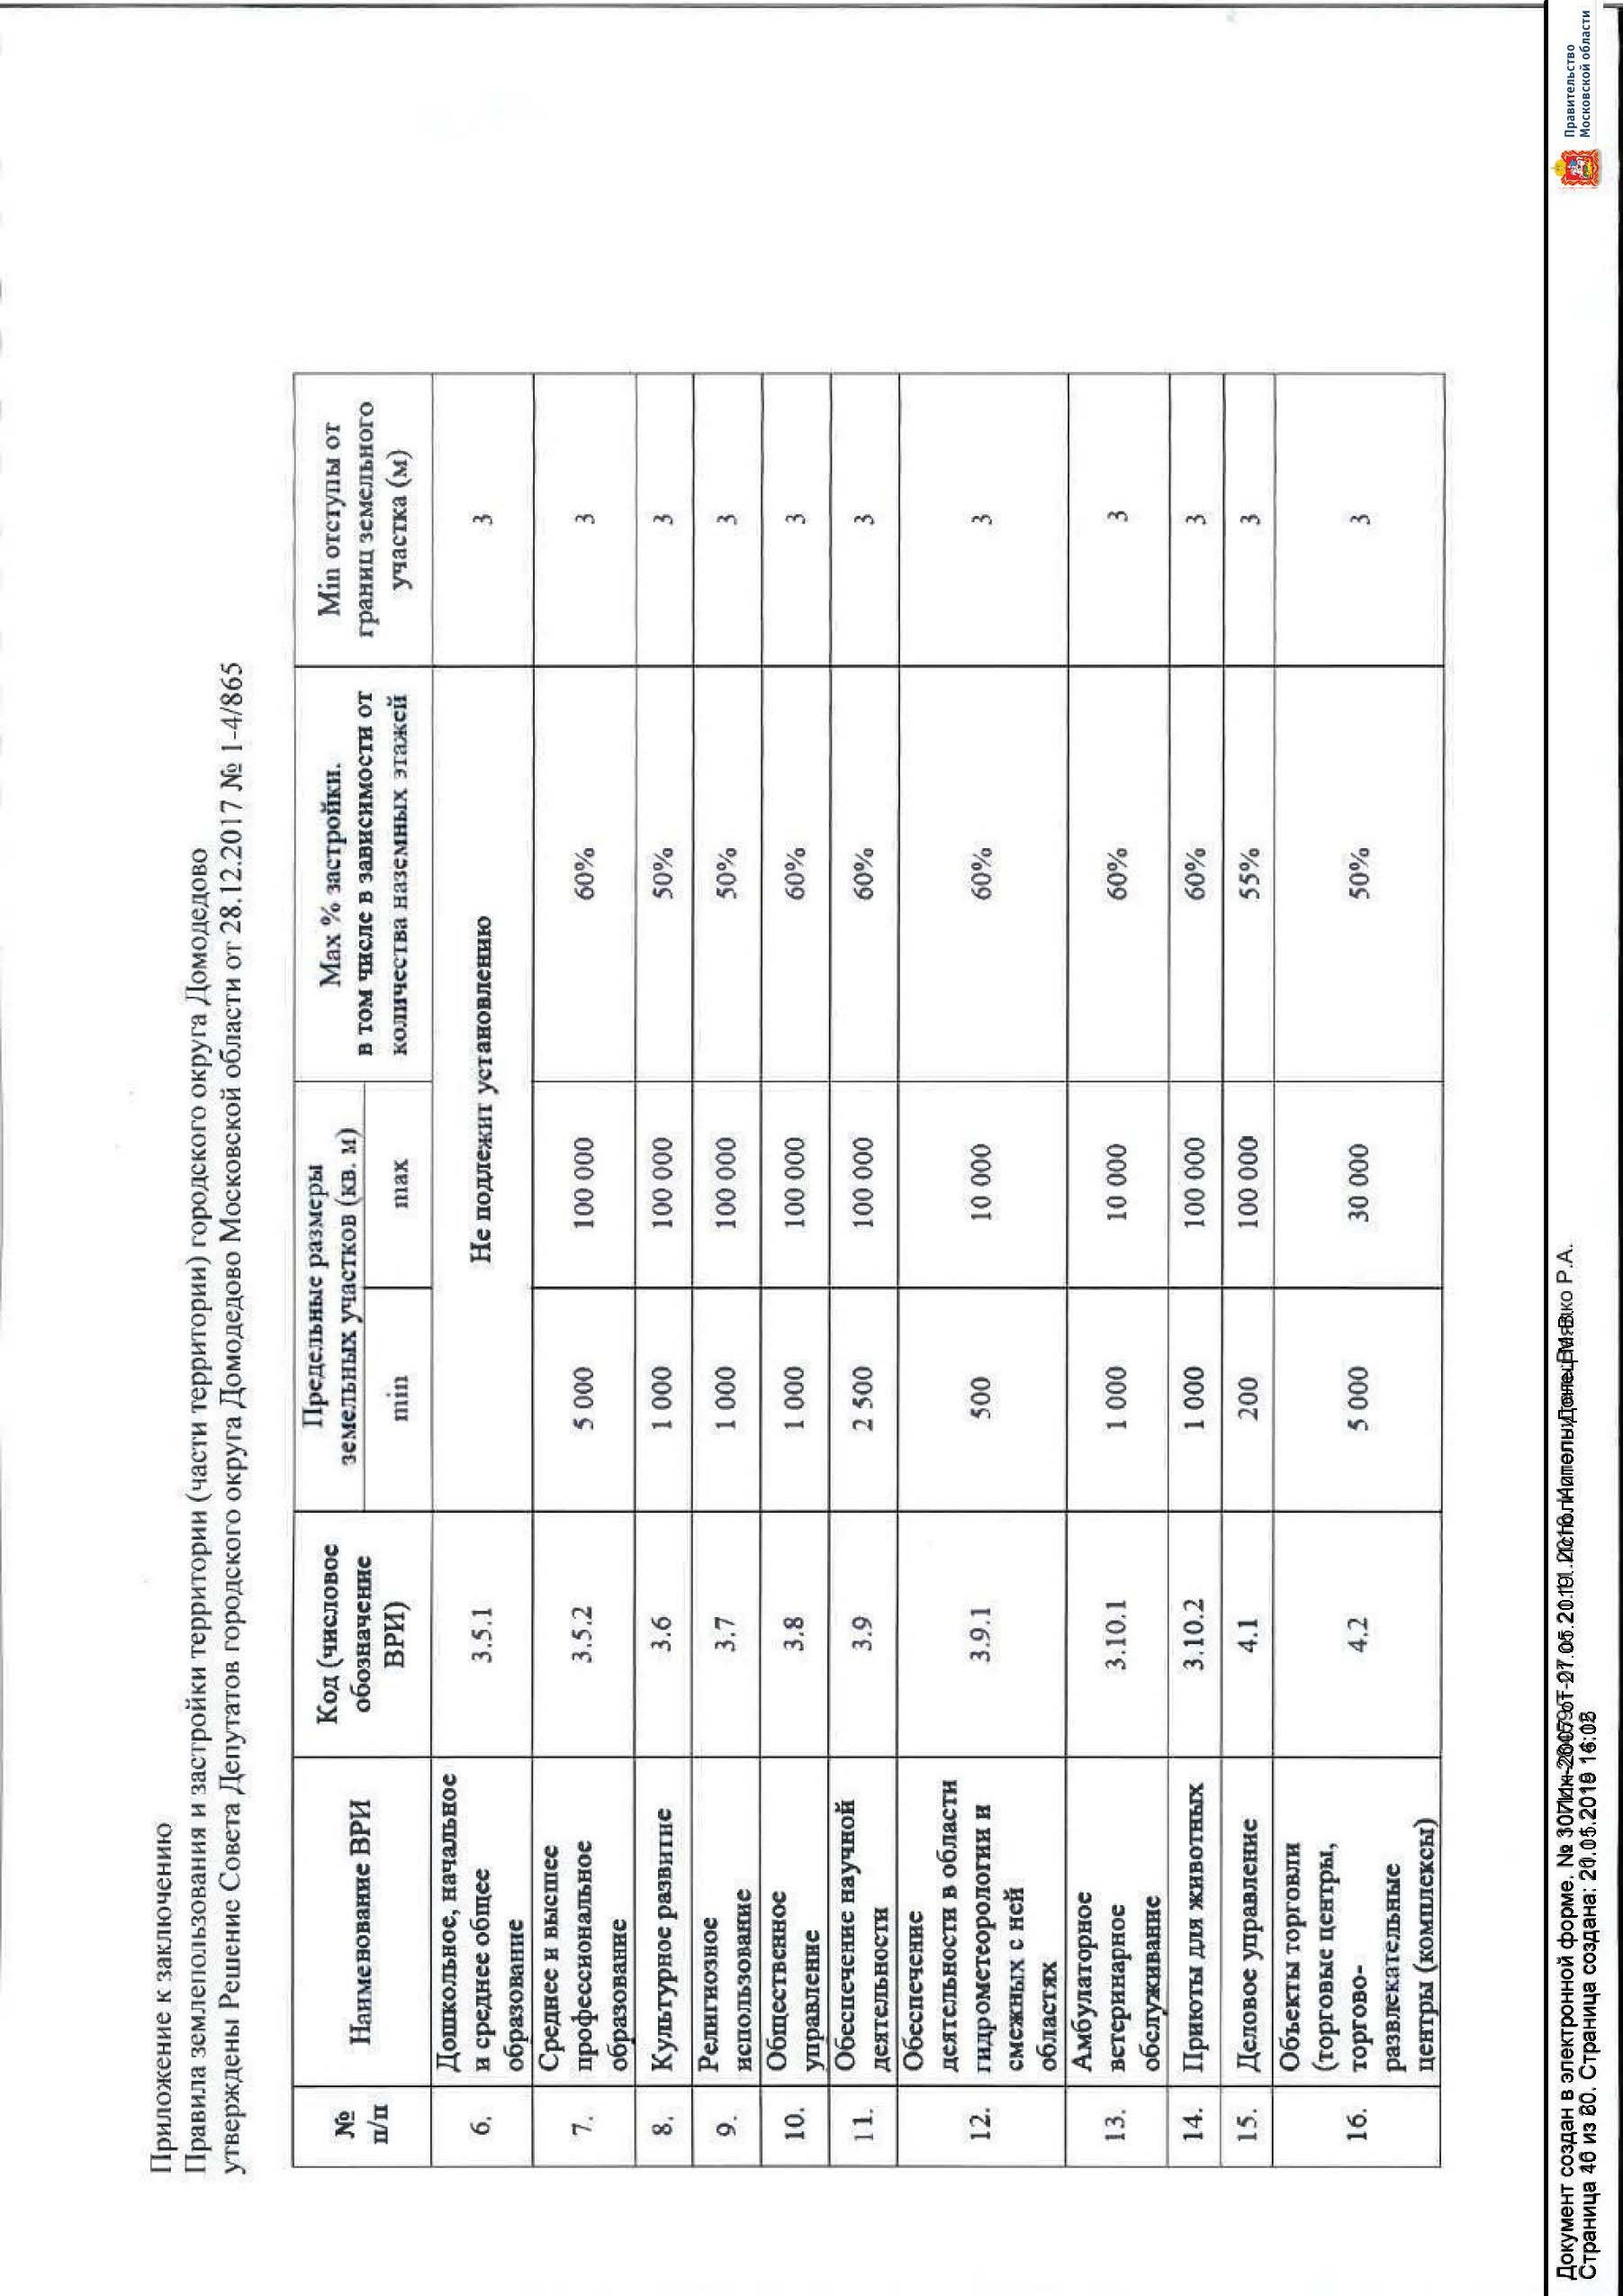 Приложение к заключению
Правила землепользования и застройки территории (части территории) городского округа Домодедово
утверждены Решение Совета Депутатов городского округа Домодедово Московской области от 28.12.2017 № 1-4/865
№ п/п
Наименование ВРИ
Код (числовое
обозначение
ВРИ)
Предельные размеры
земельных участков (кв. м)
min
max
Max % застройки.
в том числе в зависимости от
количества наземных этажей
Min отступы от
границ земельного
участка (м)
6.
Дошкольное, начальное
и среднее общее
образование
3.5.1
Не подлежит установлению
3
7.
Среднее и высшее
профессиональное
образование
3.5.2
5 000
100 000
60%
3
8.
Культурное развитие
3.6
1 000
100 000
50%
3
9.
Религиозное
использование
3.7
1 000
100 000
50%
3
10.
Общественное
управление
3.8
1 000
100 000
60%
3
11.
Обеспечение научной
деятельности
3.9
2 500
100 000
60%
3
12.
Обеспечение
деятельности в области
гидрометеорологии и
смежных с ней
областях
3.9.1
500
10 000
60%
3
13.
Амбулаторное
ветеринарное
обслуживание
3.10.1
1 000
10 000
60%
3
14.
Приюты для животных
3.10.2
1 000
100 000
60%
3
15.
Деловое управление
4.1
200
100 000
55%
3
16.
Объекты торговли
(торговые центры,
торгово-
развлекательные
центры (комплексы)
4.2
5 000
30 000
50%
3
Документ создан в электронной форме. №
Р.А.
Страница из Страница создана:
Правительство
Московской области